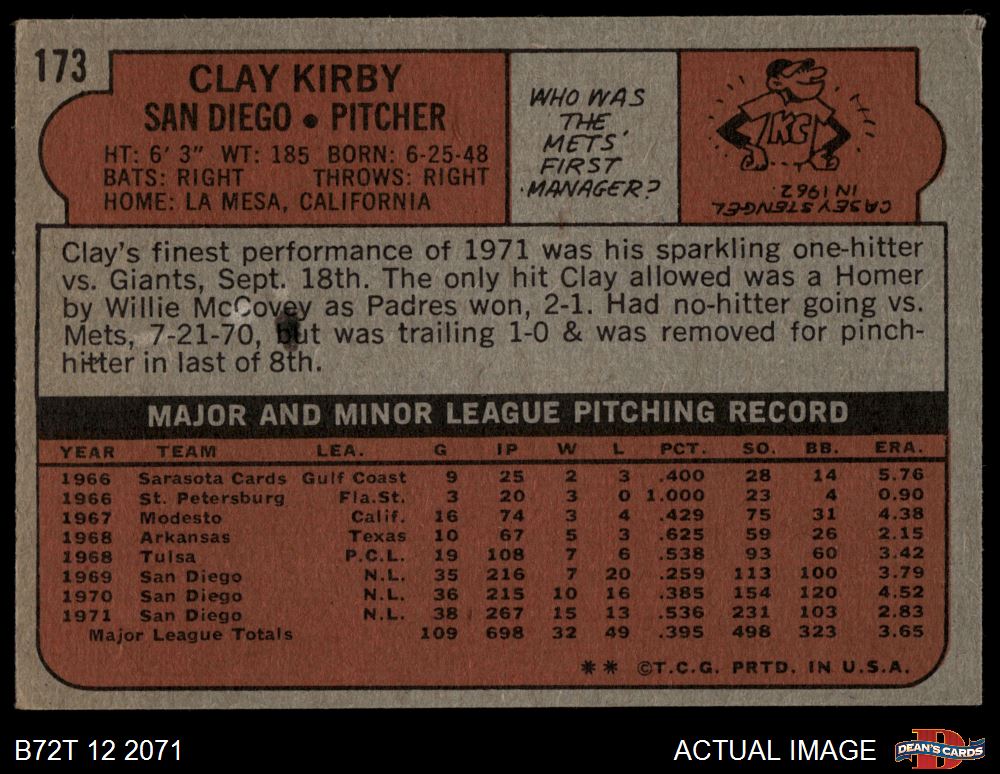 173
CLAY KIRBY
SAN DIEGO • PITCHER
HT: 6' 3" WT: 185 BORN: 6-25-48
BATS: RIGHT THROWS: RIGHT
HOME: LA MESA, CALIFORNIA
WHO WAS
THE
METS'
FIRST
MANAGER?
KC
CASEY STENGEL
IN 1962.
Clay's finest performance of 1971 was his sparkling one-hitter
vs. Giants, Sept. 18th. The only hit Clay allowed was a Homer
by Willie McCovey as Padres won, 2-1. Had no-hitter going vs.
Mets, 7-21-70, but was trailing 1-0 & was removed for pinch-
hitter in last of 8th.
MAJOR AND MINOR LEAGUE PITCHING RECORD
YEAR TEAM LEA. G IP W L PCT. SO. BB. ERA.
1966 Sarasota Cards Gulf Coast 9 25 2 3 .400 28 14 5.76
1966 St. Petersburg Fla.St. 3 20 3 0 1.000 23 4 0.90
1967 Modesto Calif. 16 74 3 4 .429 75 31 4.38
1968 Arkansas Texas 10 67 5 3 .625 59 26 2.15
1968 Tulsa P.C.L. 19 108 7 6 .538 93 60 3.42
1969 San Diego N.L. 35 216 7 20 .259 113 100 3.79
1970 San Diego N.L. 36 215 10 16 .385 154 120 4.52
1971 San Diego N.L. 38 267 15 13 .536 231 103 2.83
Major League Totals 109 698 32 49 .395 498 323 3.65
** ©T.C.G. PRTD. IN U.S.A.
B72T 12 2071
ACTUAL IMAGE
D
DEAN'S CARDS